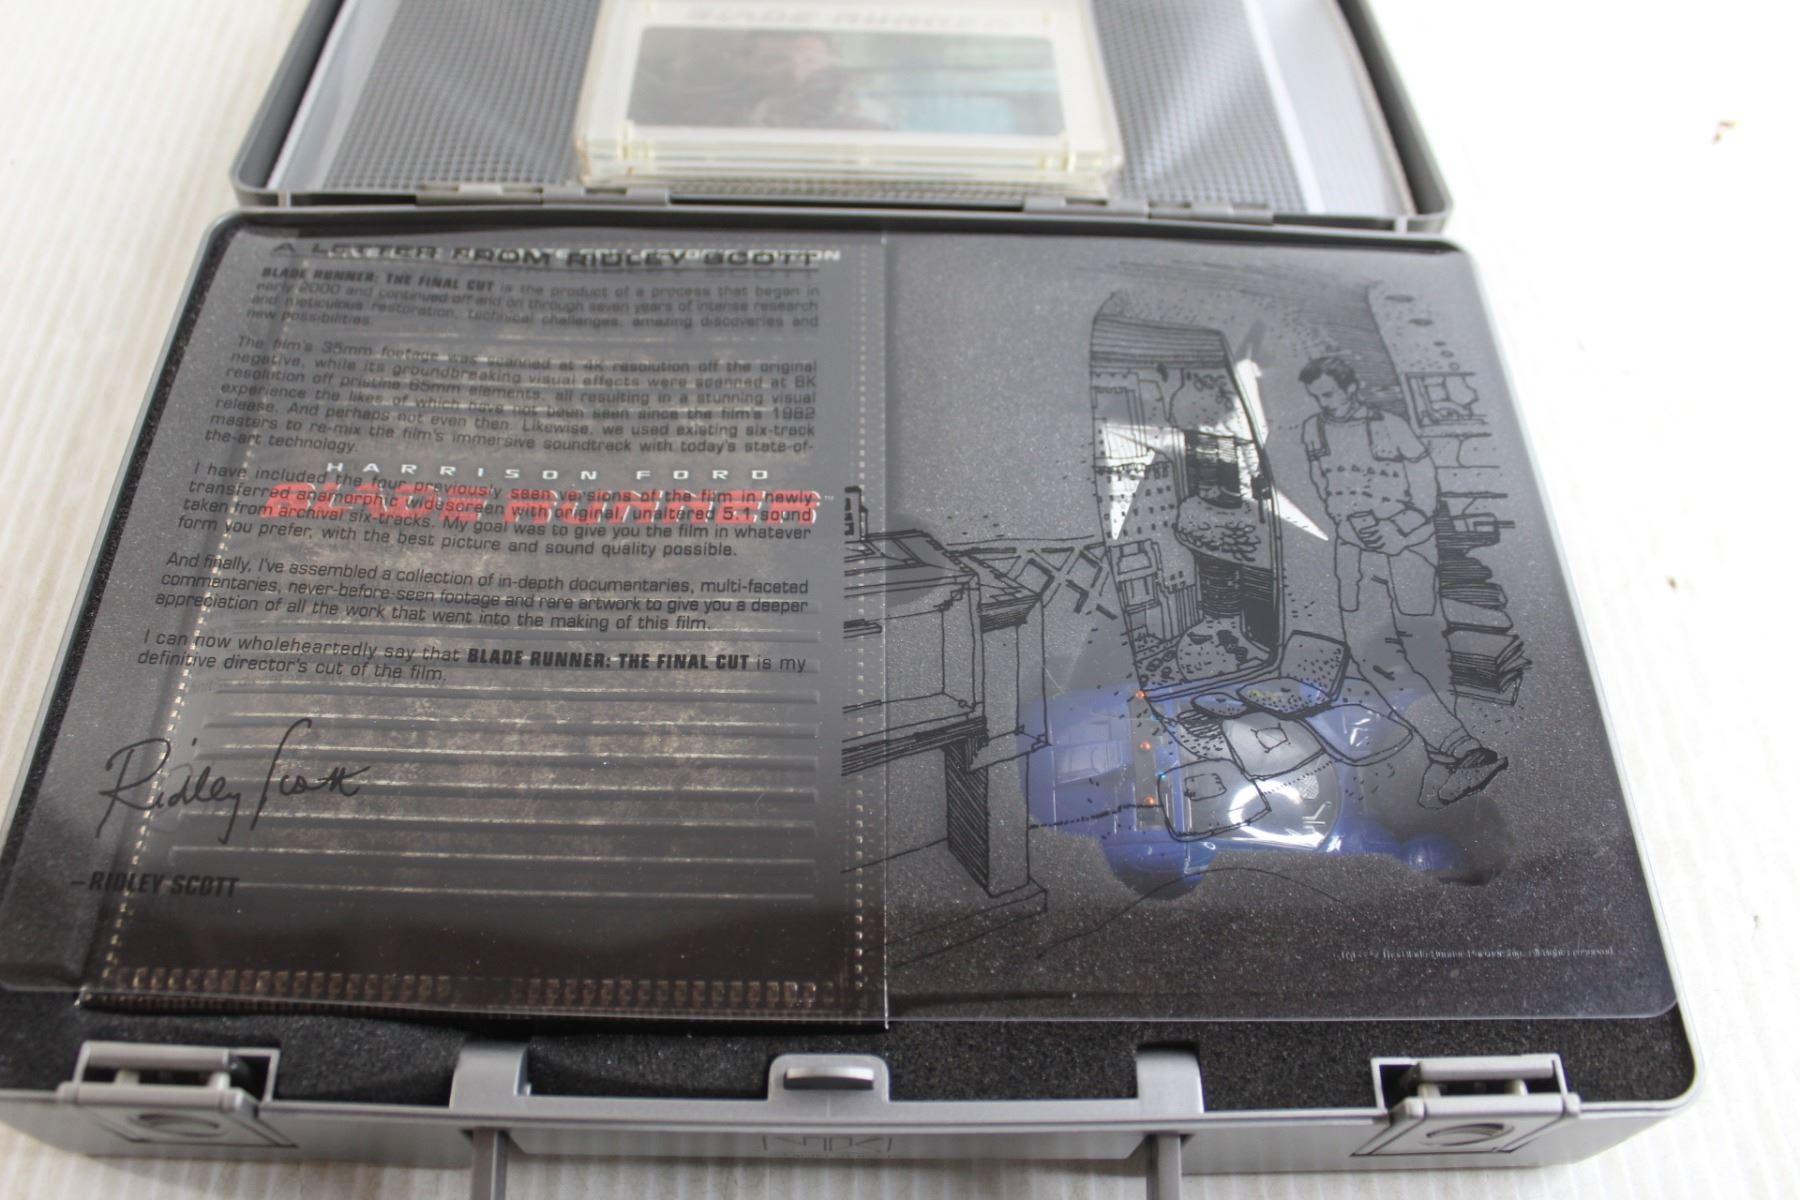 BLADE RUNNER
A LETTER FROM RIDLEY SCOTT
COLLECTOR'S EDITION
BLADE RUNNER: THE FINAL CUT is the product of a process that began in
early 2000 and continued off and on through seven years of intense research
and meticulous restoration, technical challenges, amazing discoveries and
new possibilities.
The film's 35mm footage was scanned at 4K resolution off the original
negative, while its groundbreaking visual effects were scanned at 8K
resolution off pristine 65mm elements, all resulting in a stunning visual
experience the likes of which have not been seen since the film's 1982
release. And perhaps not even then. Likewise, we used existing six-track
masters to re-mix the film's immersive soundtrack with today's state-of-
the-art technology.
HARRISON FORD
BLADE RUNNER™
I have included the four previously seen versions of the film in newly
transferred anamorphic widescreen with original, unaltered 5.1 sound
taken from archival six-tracks. My goal was to give you the film in whatever
form you prefer, with the best picture and sound quality possible.
And finally, I've assembled a collection of in-depth documentaries, multi-faceted
commentaries, never-before-seen footage and rare artwork to give you a deeper
appreciation of all the work that went into the making of this film.
I can now wholeheartedly say that BLADE RUNNER: THE FINAL CUT is my
definitive director's cut of the film.
Ridley Scott
—RIDLEY SCOTT